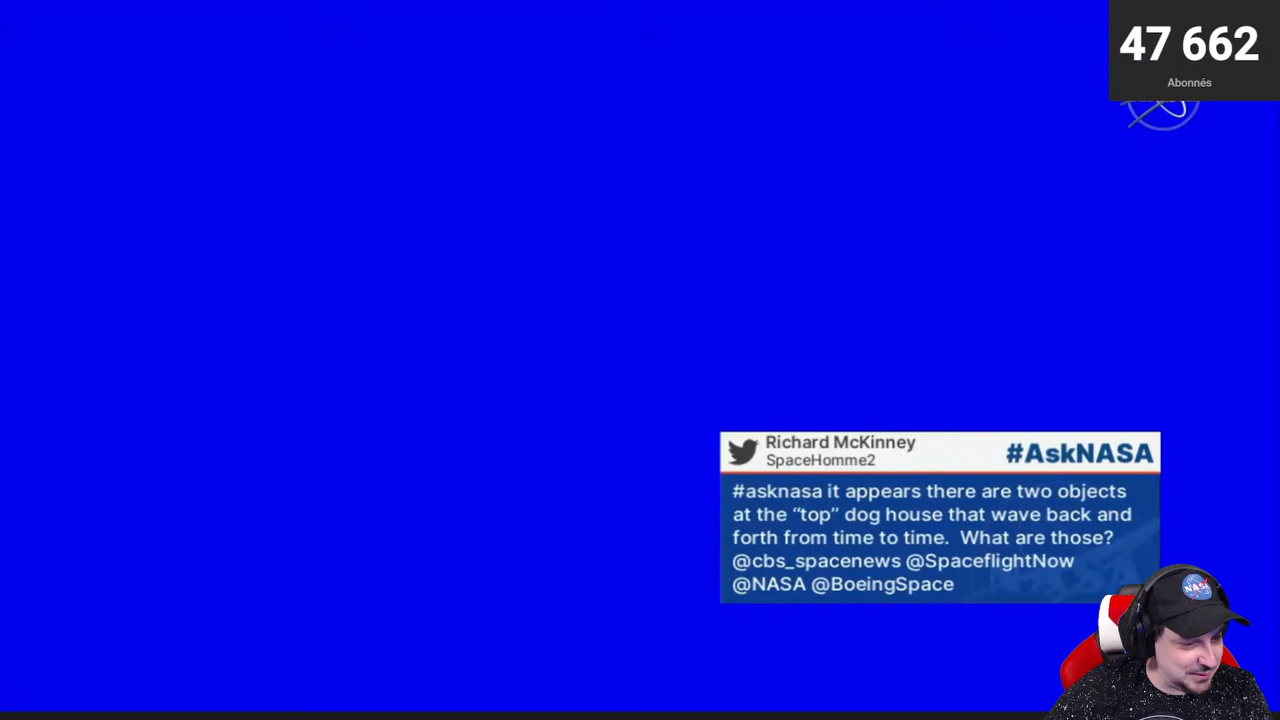 47 662
Abonnés
Richard McKinney
SpaceHomme2
#AskNASA
#asknasa it appears there are two objects
at the “top” dog house that wave back and
forth from time to time.  What are those?
@cbs_spacenews @SpaceflightNow
@NASA @BoeingSpace
NASA